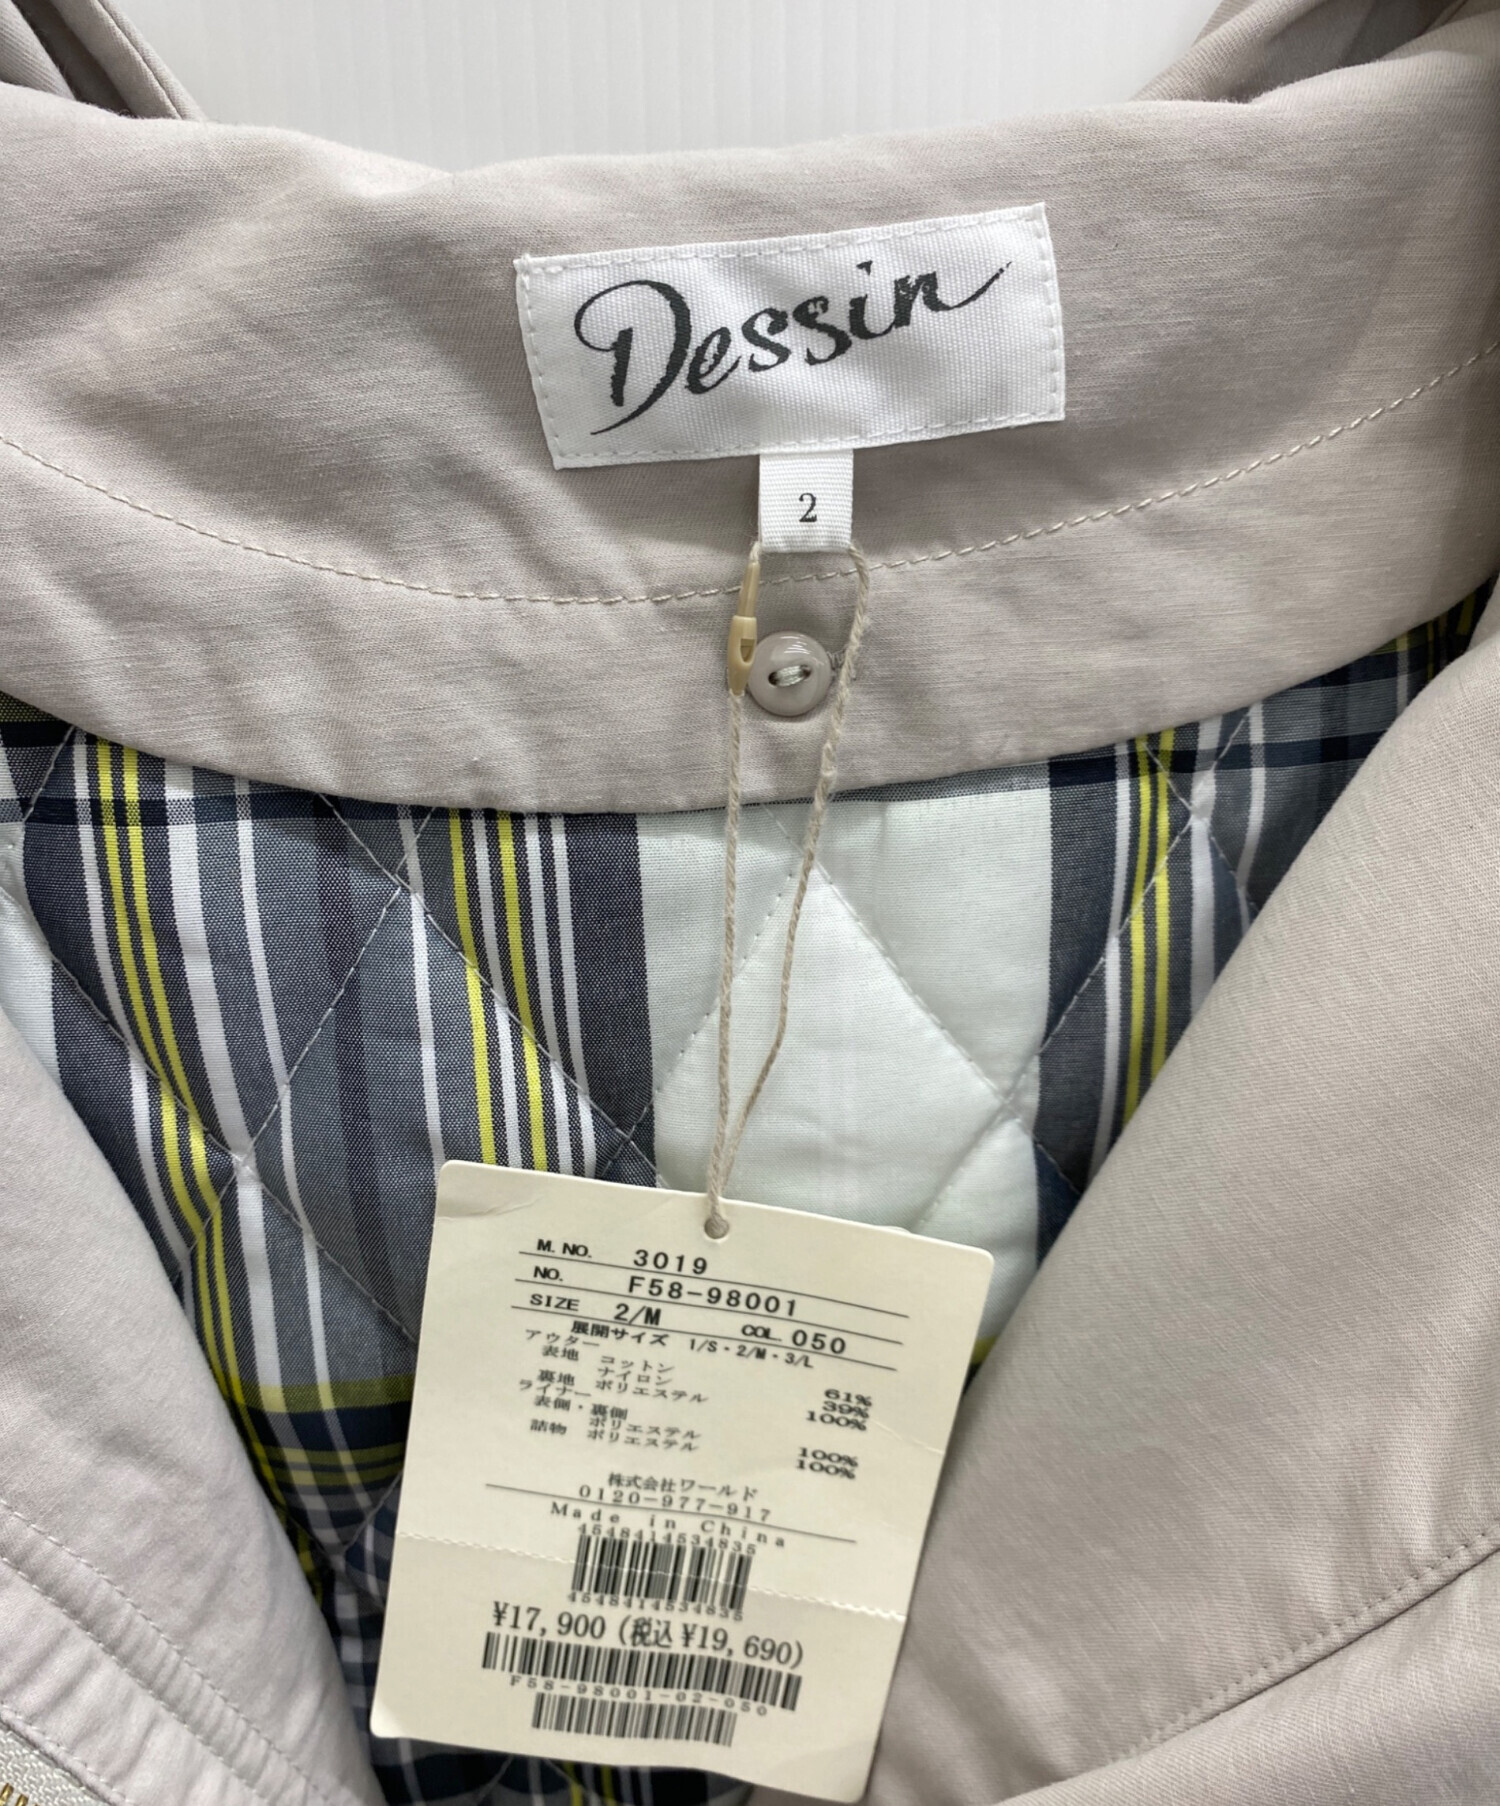 Dessin
2
M. NO. 3019
NO. F58-98001
SIZE 2/M COL. 050
展開サイズ 1/S・2/M・3/L
アウター
表地 コットン 61%
ナイロン 39%
裏地 ポリエステル 100%
ライナー
表側・裏側
ポリエステル 100%
詰物 ポリエステル 100%
株式会社ワールド
0120-977-917
Made in China
4548414534835
4548414534835
¥17,900 (税込¥19,690)
F58-98001-02-050